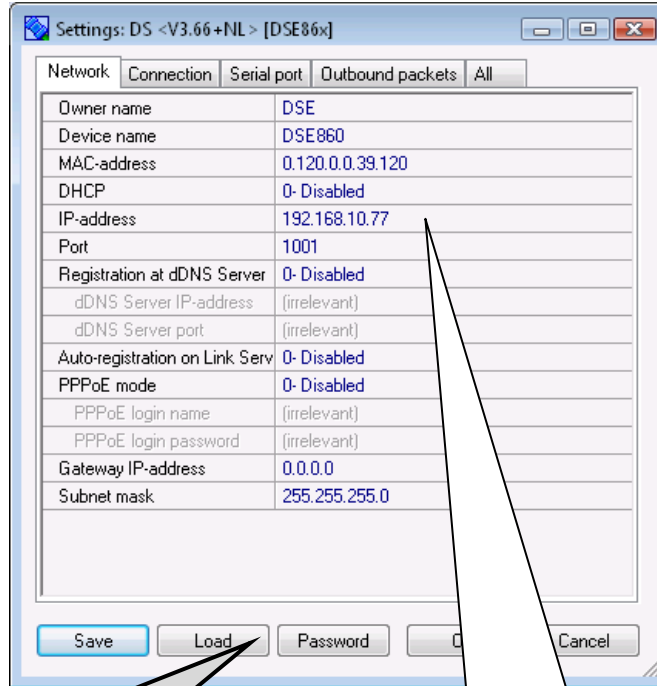 Settings: DS <V3.66+NL> [DSE86x]
Network Connection Serial port Outbound packets All
Owner name DSE
Device name DSE860
MAC-address 0.120.0.0.39.120
DHCP 0- Disabled
IP-address 192.168.10.77
Port 1001
Registration at dDNS Server 0- Disabled
dDNS Server IP-address (irrelevant)
dDNS Server port (irrelevant)
Auto-registration on Link Serv 0- Disabled
PPPoE mode 0- Disabled
PPPoE login name (irrelevant)
PPPoE login password (irrelevant)
Gateway IP-address 0.0.0.0
Subnet mask 255.255.255.0
Save Load Password Cancel